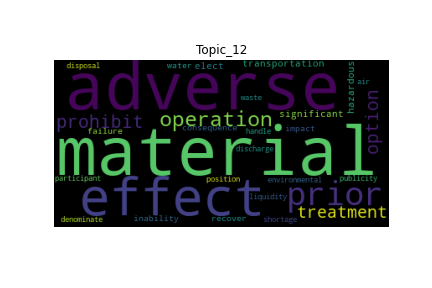 Topic_12
disposal water elect transportation
adverse hazardous air
waste
prohibit operation significant option
failure consequence handle impact
material
discharge
participant position environmental publicity
effect liquidity prior
treatment
denominate inability recover shortage